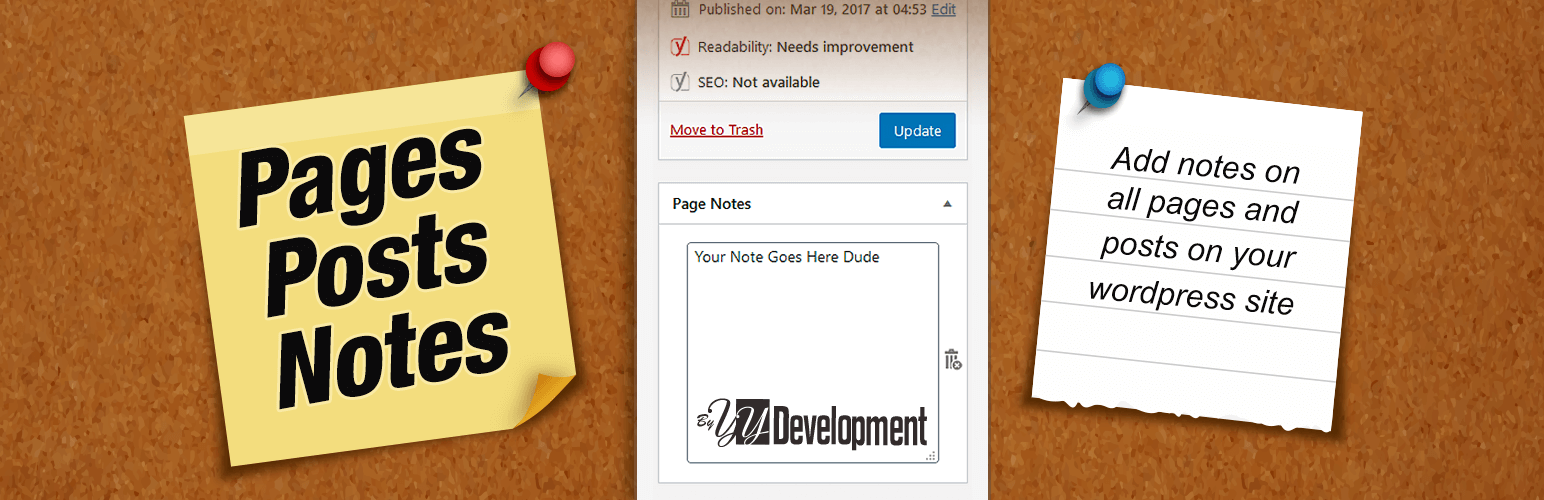 Pages
Posts
Notes
Published on: Mar 19, 2017 at 04:53 Edit
Readability: Needs improvement
SEO: Not available
Move to Trash
Update
Page Notes
Your Note Goes Here Dude
By YY Development
Add notes on
all pages and
posts on your
wordpress site